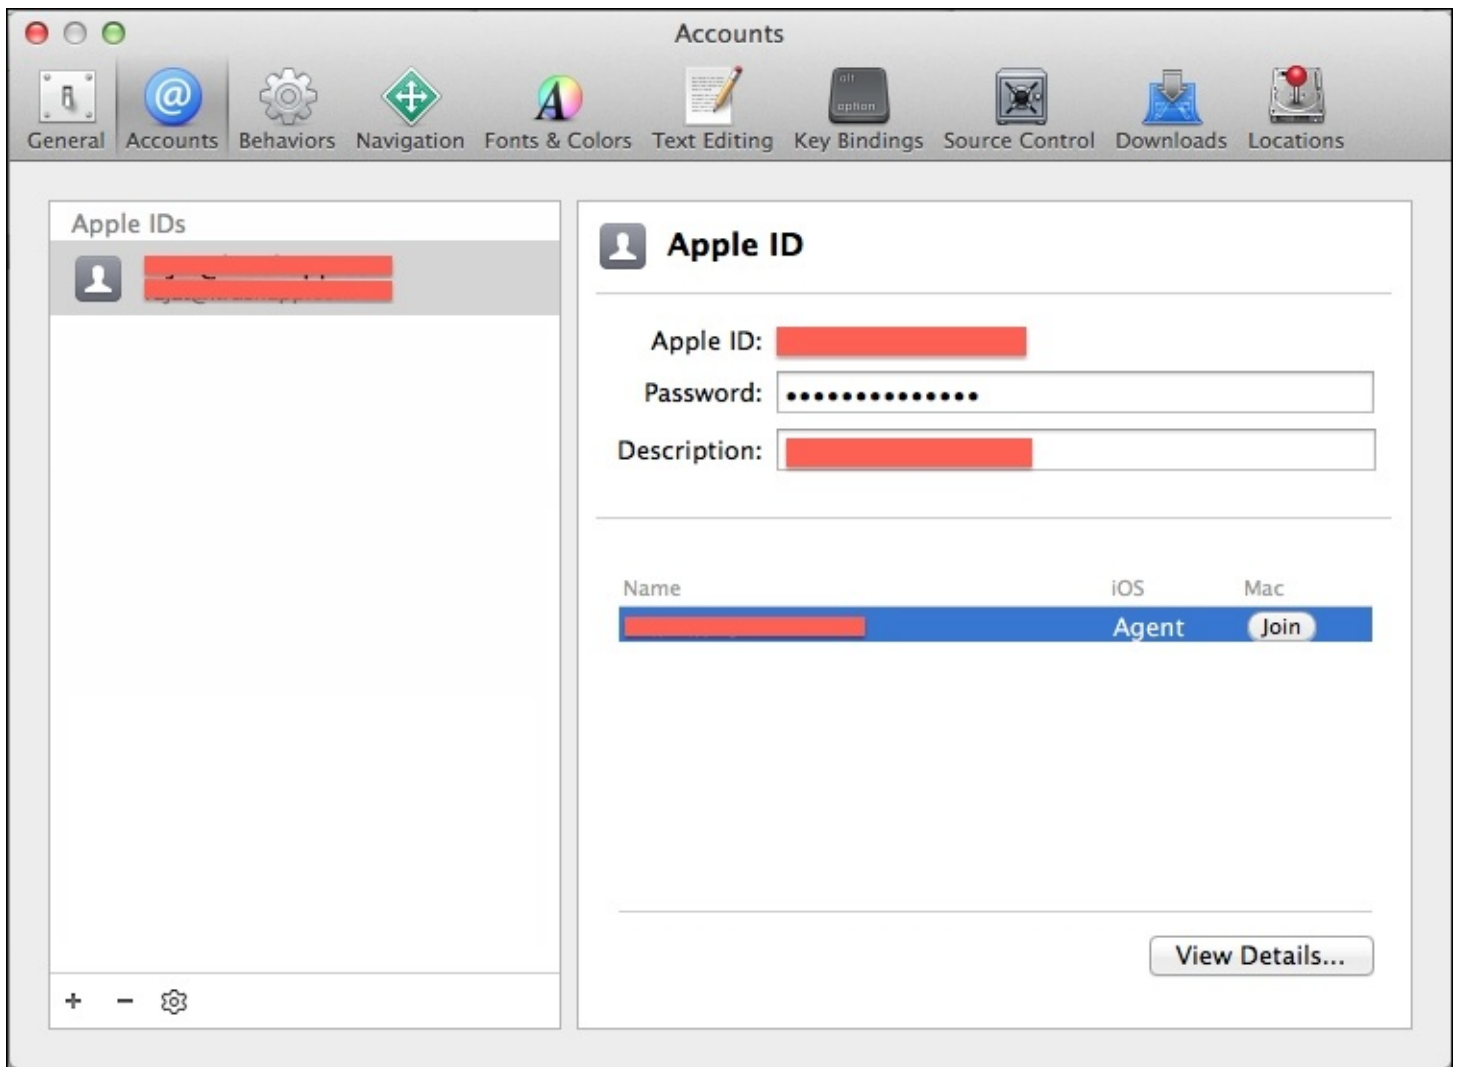 Accounts
General Accounts Behaviors Navigation Fonts & Colors Text Editing Key Bindings Source Control Downloads Locations
alt
option
Apple IDs
Apple ID
Apple ID:
Password: ••••••••••••••
Description:
Name iOS Mac
Agent Join
View Details...